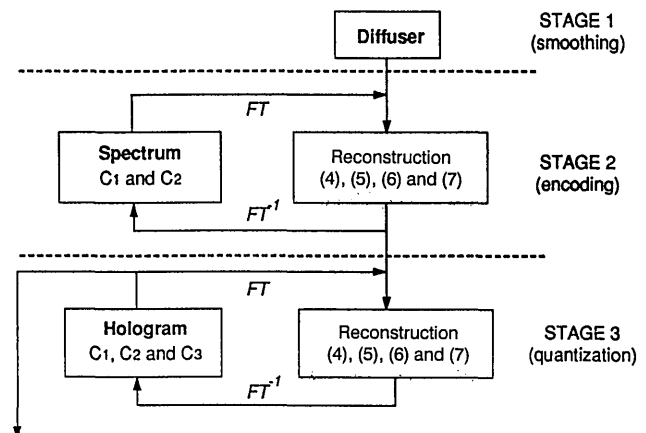 STAGE 1
(smoothing)
Diffuser
FT
Spectrum
C1 and C2
Reconstruction
(4), (5), (6) and (7)
STAGE 2
(encoding)
FT-1
FT
Hologram
C1, C2 and C3
Reconstruction
(4), (5), (6) and (7)
STAGE 3
(quantization)
FT-1